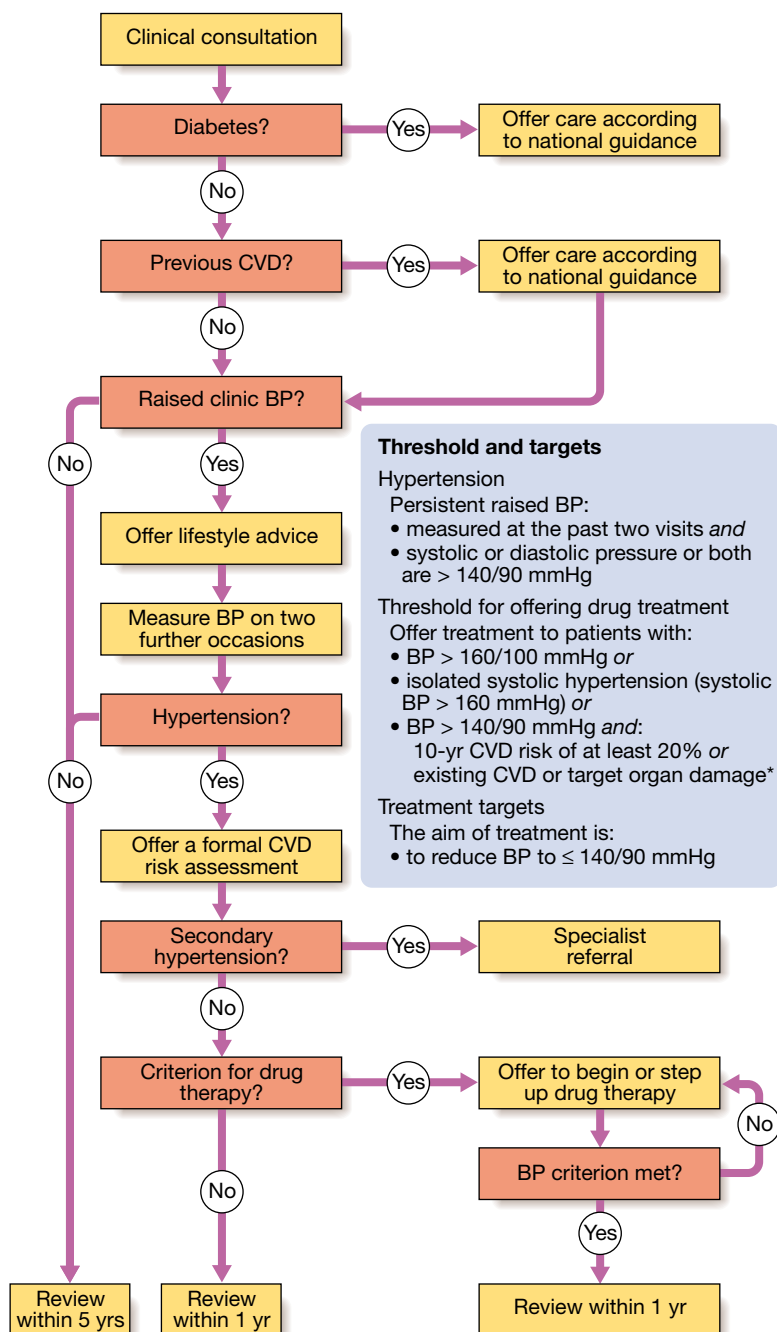 Clinical consultation
Diabetes?
Yes
Offer care according
to national guidance
No
Previous CVD?
Yes
Offer care according
to national guidance
No
Raised clinic BP?
No
Yes
Offer lifestyle advice
Measure BP on two
further occasions
Hypertension?
No
Yes
Offer a formal CVD
risk assessment
Threshold and targets
Hypertension
Persistent raised BP:
• measured at the past two visits and
• systolic or diastolic pressure or both
are > 140/90 mmHg
Threshold for offering drug treatment
Offer treatment to patients with:
• BP > 160/100 mmHg or
• isolated systolic hypertension (systolic
BP > 160 mmHg) or
• BP > 140/90 mmHg and:
10-yr CVD risk of at least 20% or
existing CVD or target organ damage*
Treatment targets
The aim of treatment is:
• to reduce BP to ≤ 140/90 mmHg
Secondary
hypertension?
Yes
Specialist
referral
No
Criterion for drug
therapy?
Yes
Offer to begin or step
up drug therapy
No
BP criterion met?
No
Yes
Review
within 5 yrs
Review
within 1 yr
Review within 1 yr